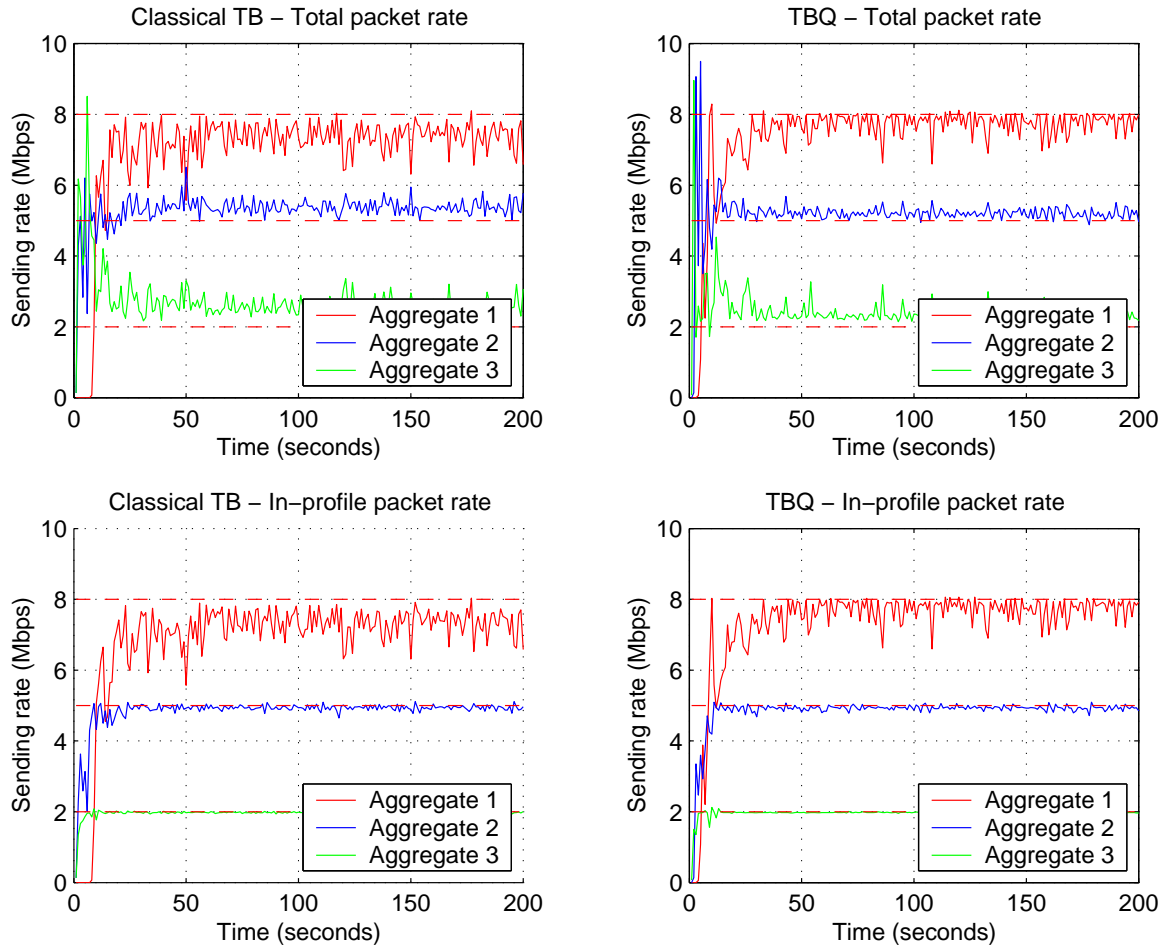 Classical TB − Total packet rate
10
8
6
4
2
0
0 50 100 150 200
Sending rate (Mbps)
Time (seconds)
Aggregate 1
Aggregate 2
Aggregate 3
TBQ − Total packet rate
10
8
6
4
2
0
0 50 100 150 200
Sending rate (Mbps)
Time (seconds)
Aggregate 1
Aggregate 2
Aggregate 3
Classical TB − In−profile packet rate
10
8
6
4
2
0
0 50 100 150 200
Sending rate (Mbps)
Time (seconds)
Aggregate 1
Aggregate 2
Aggregate 3
TBQ − In−profile packet rate
10
8
6
4
2
0
0 50 100 150 200
Sending rate (Mbps)
Time (seconds)
Aggregate 1
Aggregate 2
Aggregate 3